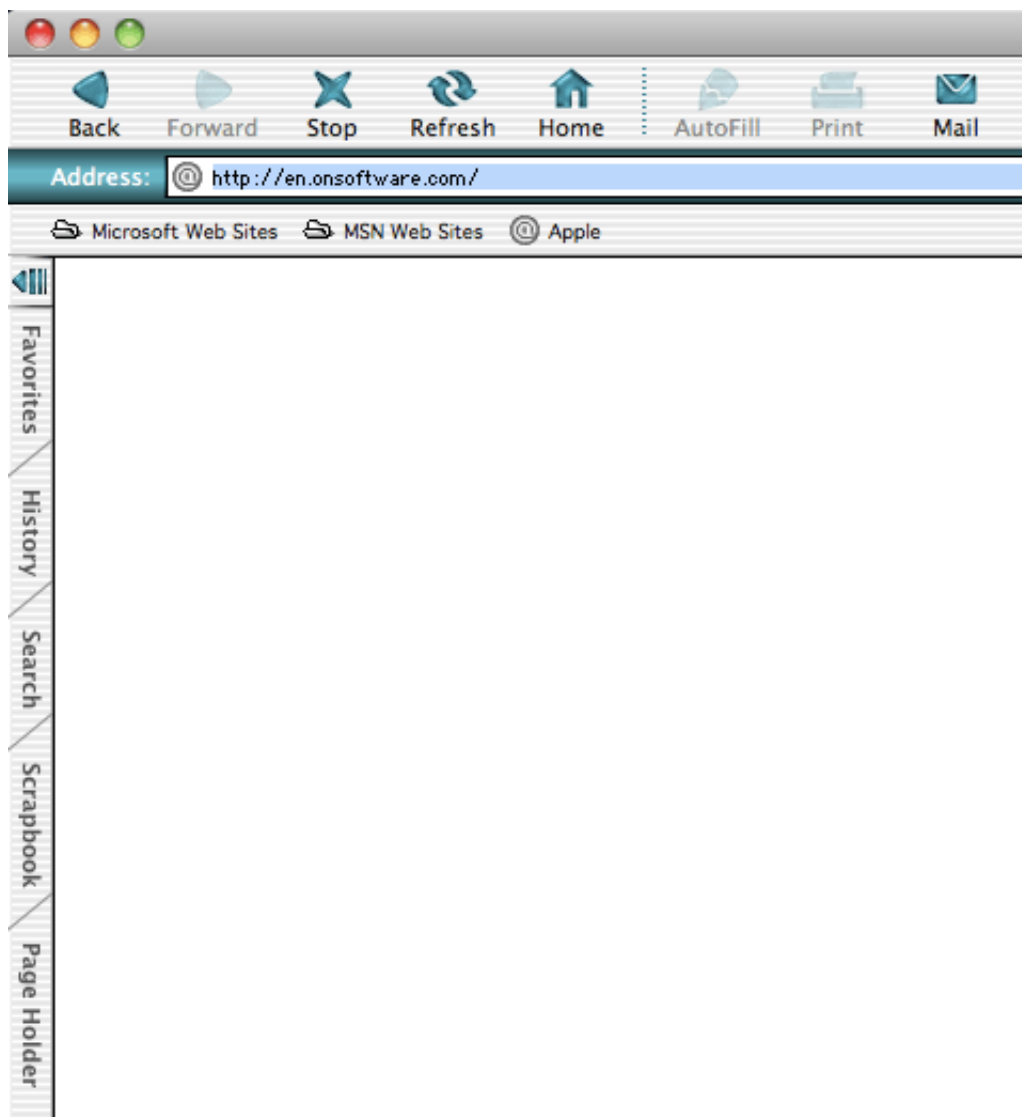 Back Forward Stop Refresh Home AutoFill Print Mail
Address: http://en.onsoftware.com/
Microsoft Web Sites MSN Web Sites Apple
Favorites
History
Search
Scrapbook
Page Holder